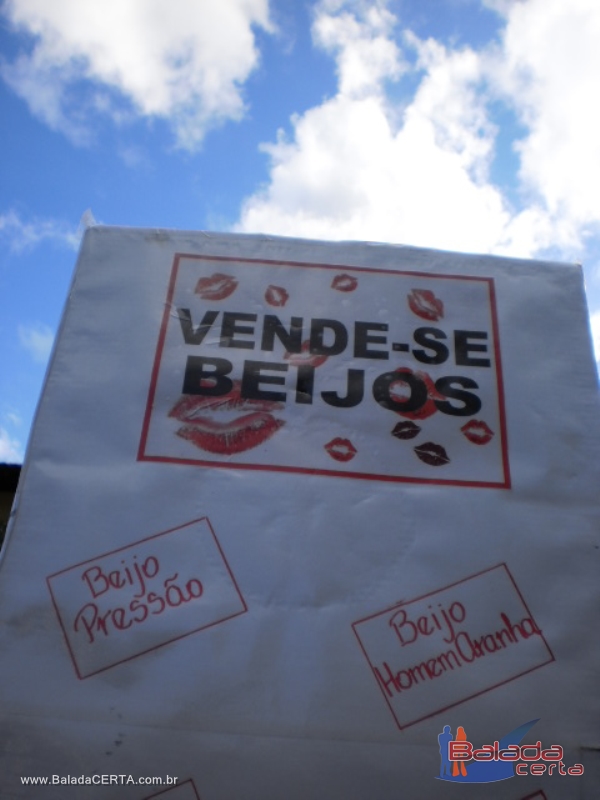 VENDE-SE
BEIJOS
Beijo
Pressão
Beijo
Homem Aranha
www.BaladaCERTA.com.br
Balada
certa